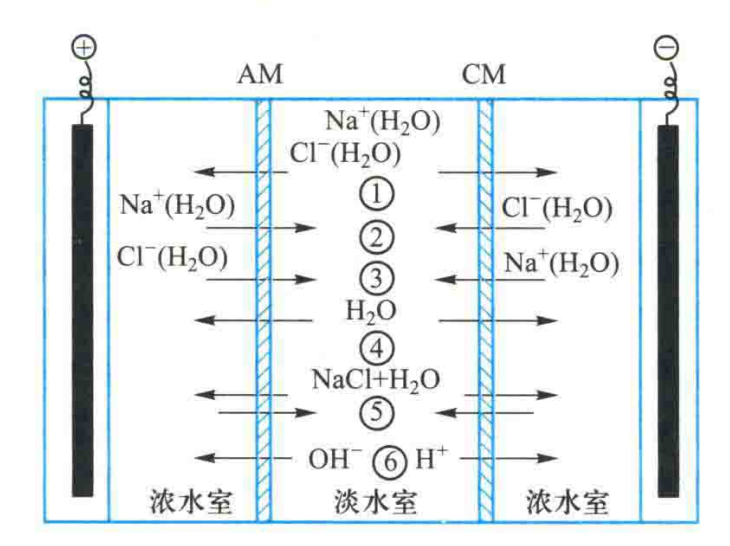 ⊕ ⊖
AM CM
Na⁺(H₂O)
Cl⁻(H₂O)
①
Na⁺(H₂O) Cl⁻(H₂O)
②
Cl⁻(H₂O) Na⁺(H₂O)
③
H₂O
④
NaCl+H₂O
⑤
OH⁻ ⑥ H⁺
浓水室 淡水室 浓水室